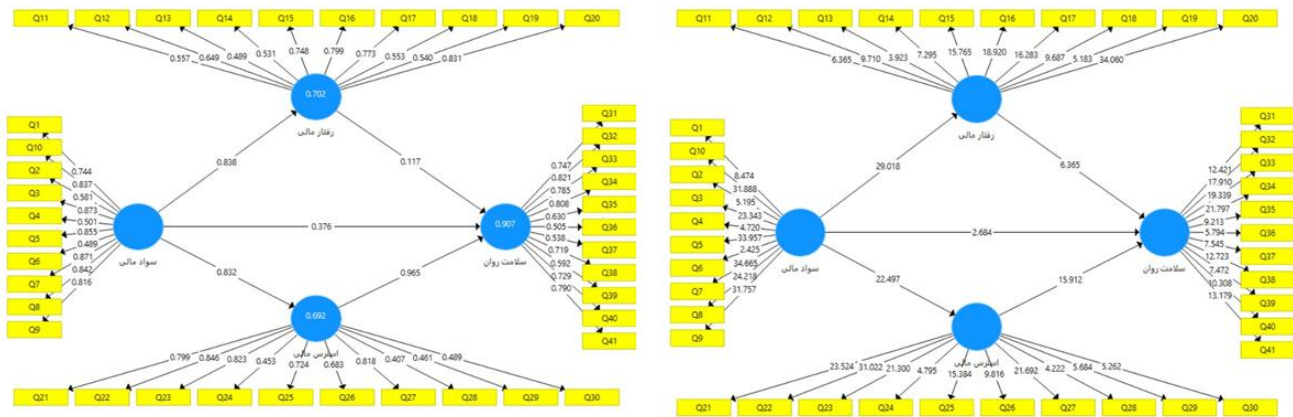 Q11 Q12 Q13 Q14 Q15 Q16 Q17 Q18 Q19 Q20
0.557 0.649 0.489 0.531 0.748 0.799 0.773 0.553 0.540 0.831
0.702
رفتار مالی
Q1
Q10
Q2
Q3
Q4
Q5
Q6
Q7
Q8
Q9
0.744
0.837
0.581
0.873
0.501
0.855
0.489
0.871
0.842
0.816
سواد مالی
0.838
0.117
0.376
0.832
0.965
0.907
سلامت روان
0.747
0.821
0.785
0.808
0.630
0.505
0.538
0.719
0.592
0.729
0.790
Q31
Q32
Q33
Q34
Q35
Q36
Q37
Q38
Q39
Q40
Q41
0.692
استرس مالی
0.799 0.846 0.823 0.453 0.724 0.683 0.818 0.407 0.461 0.489
Q21 Q22 Q23 Q24 Q25 Q26 Q27 Q28 Q29 Q30
Q11 Q12 Q13 Q14 Q15 Q16 Q17 Q18 Q19 Q20
6.365 9.710 3.923 7.295 15.765 18.920 16.283 9.687 5.183 34.060
رفتار مالی
Q1
Q10
Q2
Q3
Q4
Q5
Q6
Q7
Q8
Q9
8.474
31.888
5.195
23.343
4.720
33.957
2.425
34.665
24.218
31.757
سواد مالی
29.018
6.365
2.684
22.497
15.912
سلامت روان
12.421
17.910
19.339
21.797
9.213
5.794
7.545
12.723
7.472
10.308
13.179
Q31
Q32
Q33
Q34
Q35
Q36
Q37
Q38
Q39
Q40
Q41
استرس مالی
23.524 31.022 21.300 4.795 15.384 9.816 21.692 4.222 5.684 5.262
Q21 Q22 Q23 Q24 Q25 Q26 Q27 Q28 Q29 Q30